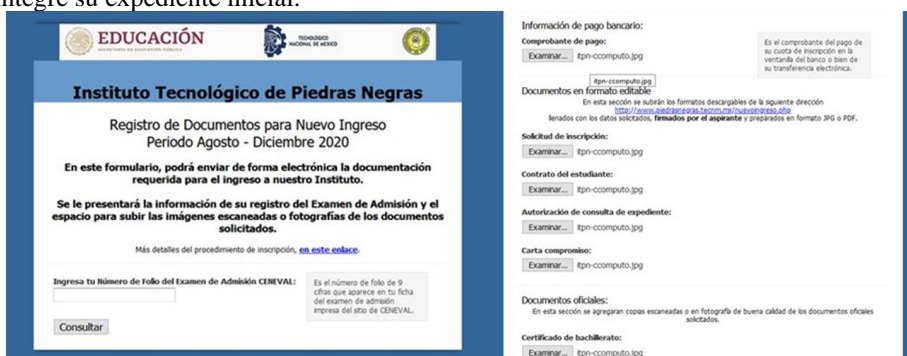 integre su expediente inicial.
EDUCACIÓN
SECRETARÍA DE EDUCACIÓN PÚBLICA
TECNOLÓGICO
NACIONAL DE MÉXICO
Instituto Tecnológico de Piedras Negras
Registro de Documentos para Nuevo Ingreso
Periodo Agosto - Diciembre 2020
En este formulario, podrá enviar de forma electrónica la documentación
requerida para el ingreso a nuestro Instituto.
Se le presentará la información de su registro del Examen de Admisión y el
espacio para subir las imágenes escaneadas o fotografías de los documentos
solicitados.
Más detalles del procedimiento de inscripción, en este enlace.
Ingresa tu Número de Folio del Examen de Admisión CENEVAL:
Es el número de folio de 9
cifras que aparece en tu ficha
del examen de admisión
impresa del sitio de CENEVAL.
Consultar
Información de pago bancario:
Comprobante de pago:
Examinar... itpn-ccomputo.jpg
Es el comprobante del pago de
su cuota de inscripción en la
ventanilla del banco o bien de
su transferencia electrónica.
itpn-ccomputo.jpg
Documentos en formato editable
En esta sección se subirán los formatos descargables de la siguiente dirección
http://www.piedrasnegras.tecnm.mx/nuevoingreso.php
llenados con los datos solicitados, firmados por el aspirante y preparados en formato JPG o PDF.
Solicitud de inscripción:
Examinar... itpn-ccomputo.jpg
Contrato del estudiante:
Examinar... itpn-ccomputo.jpg
Autorización de consulta de expediente:
Examinar... itpn-ccomputo.jpg
Carta compromiso:
Examinar... itpn-ccomputo.jpg
Documentos oficiales:
En esta sección se agregaran copias escaneadas o en fotografía de buena calidad de los documentos oficiales
solicitados.
Certificado de bachillerato:
Examinar... itpn-ccomputo.jpg